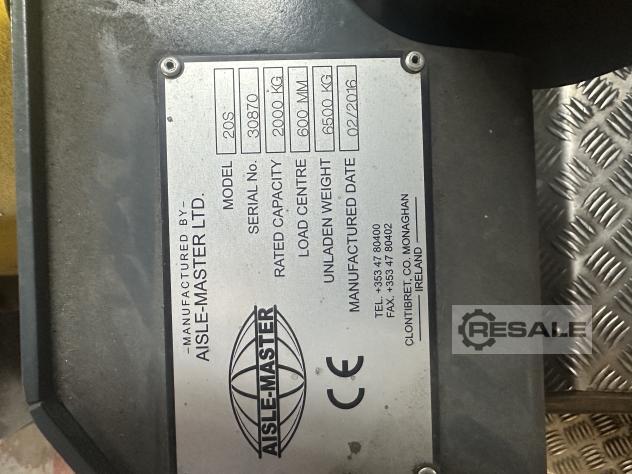 -MANUFACTURED BY-
AISLE-MASTER LTD.
MODEL 20S
SERIAL No. 30870
RATED CAPACITY 2000 KG
LOAD CENTRE 600 MM
UNLADEN WEIGHT 6500 KG
MANUFACTURED DATE 02/2016
AISLE-MASTER
CE
TEL. +353 47 80400
FAX. +353 47 80402
CLONTIBRET, CO. MONAGHAN
IRELAND
RESALE